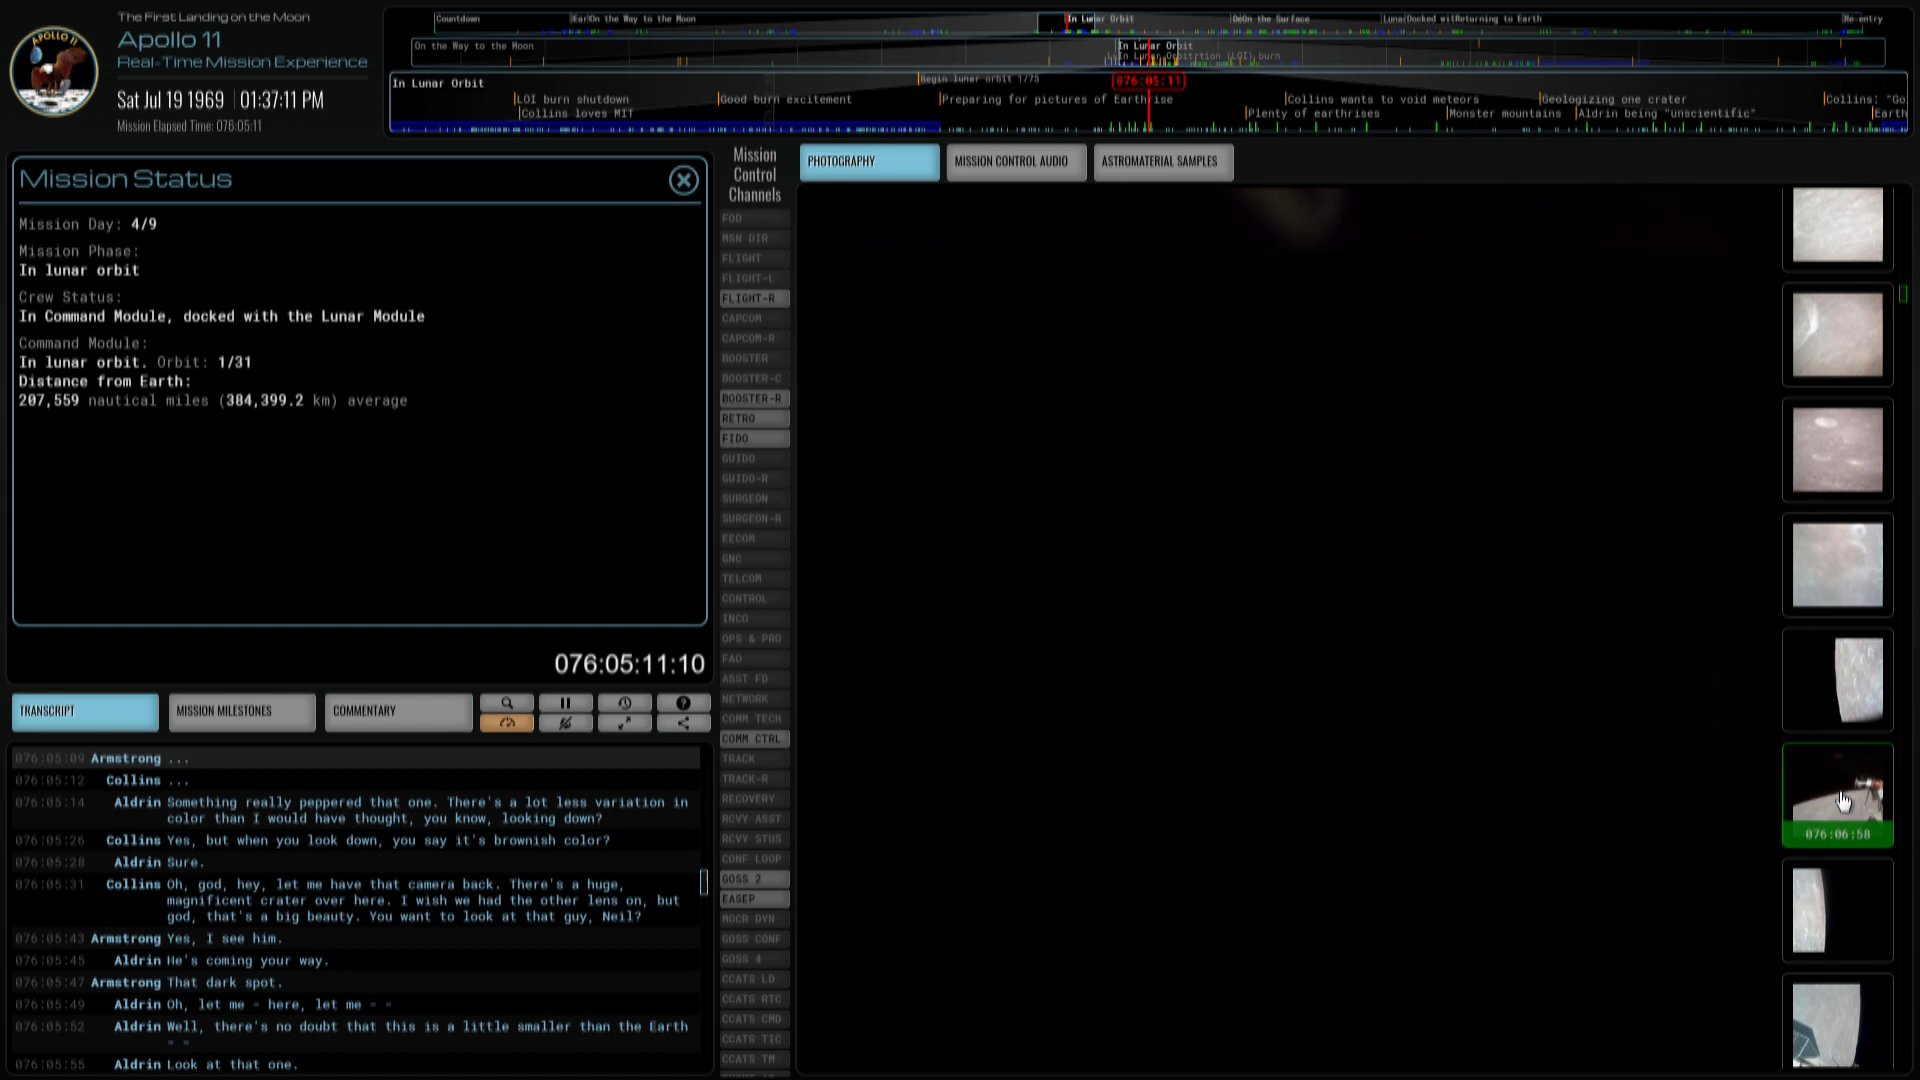 The First Landing on the Moon
Apollo 11
Real-Time Mission Experience
Sat Jul 19 1969 01:37:11 PM
Mission Elapsed Time: 076:05:11
APOLLO 11
Countdown
On the Way to the Moon
In Lunar Orbit
On the Surface
Returning to Earth
Re-entry
On the Way to the Moon
In Lunar Orbit
In Lunar Orbit
Begin lunar orbit 1/75
076:05:11
LOI burn shutdown
Good burn excitement
Preparing for pictures of Earthrise
Collins wants to void meteors
Geologizing one crater
Collins: "Go
Collins loves MIT
Plenty of earthrises
Monster mountains
Aldrin being "unscientific"
Earth
Mission Status
Mission Day: 4/9
Mission Phase:
In lunar orbit
Crew Status:
In Command Module, docked with the Lunar Module
Command Module:
In lunar orbit. Orbit: 1/31
Distance from Earth:
207,559 nautical miles (384,399.2 km) average
076:05:11:10
TRANSCRIPT
MISSION MILESTONES
COMMENTARY
076:05:09 Armstrong ...
076:05:12 Collins ...
076:05:14 Aldrin Something really peppered that one. There's a lot less variation in
color than I would have thought, you know, looking down?
076:05:26 Collins Yes, but when you look down, you say it's brownish color?
076:05:28 Aldrin Sure.
076:05:31 Collins Oh, god, hey, let me have that camera back. There's a huge,
magnificent crater over here. I wish we had the other lens on, but
god, that's a big beauty. You want to look at that guy, Neil?
076:05:43 Armstrong Yes, I see him.
076:05:45 Aldrin He's coming your way.
076:05:47 Armstrong That dark spot.
076:05:49 Aldrin Oh, let me - here, let me - -
076:05:52 Aldrin Well, there's no doubt that this is a little smaller than the Earth
- -
076:05:55 Aldrin Look at that one.
Mission
Control
Channels
FOD
MSN DIR
FLIGHT
FLIGHT-L
FLIGHT-R
CAPCOM
CAPCOM-R
BOOSTER
BOOSTER-C
BOOSTER-R
RETRO
FIDO
GUIDO
GUIDO-R
SURGEON
SURGEON-R
EECOM
GNC
TELCOM
CONTROL
INCO
OPS & PRO
FAO
ASST FD
NETWORK
COMM TECH
COMM CTRL
TRACK
TRACK-R
RECOVERY
RCVY ASST
RCVY STUS
CONF LOOP
GOSS 2
EASEP
MOCR DYN
GOSS CONF
GOSS 4
CCATS LD
CCATS RTC
CCATS CMD
CCATS TIC
CCATS TM
PHOTOGRAPHY
MISSION CONTROL AUDIO
ASTROMATERIAL SAMPLES
076:06:58